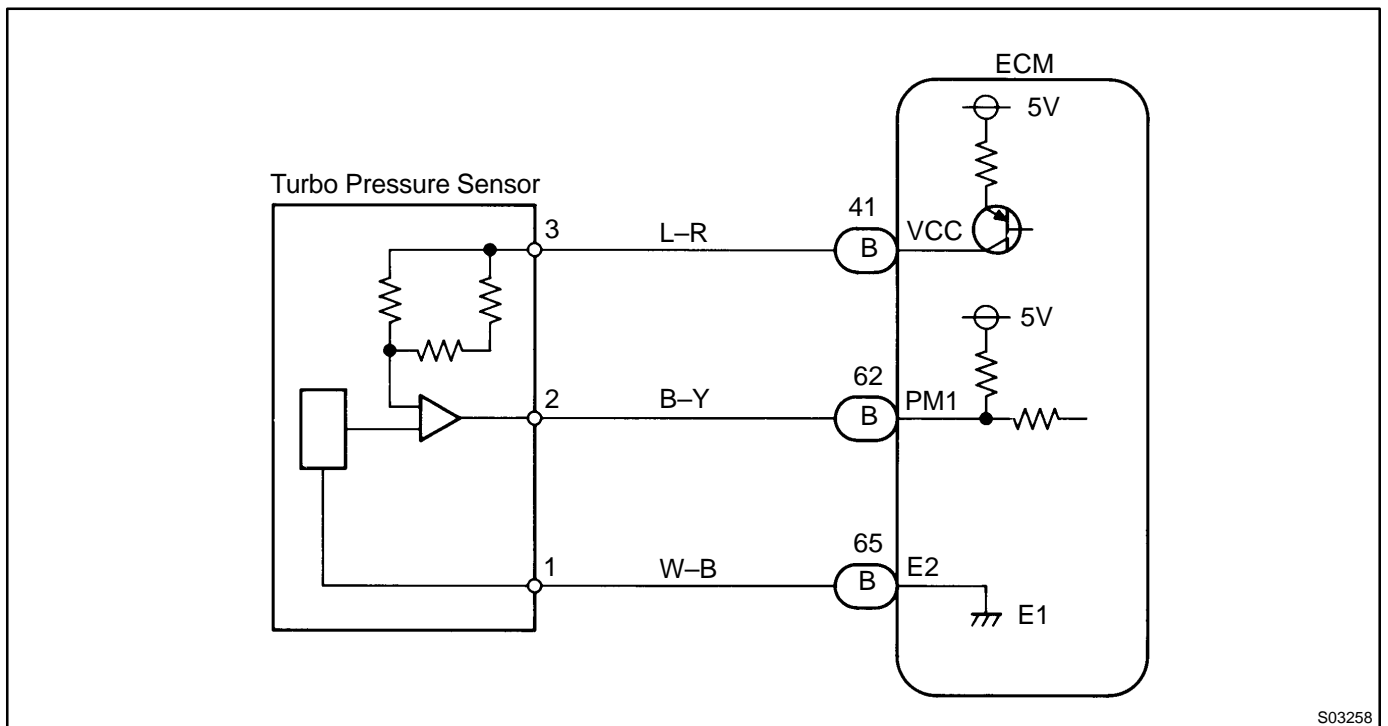 ECM
5V
Turbo Pressure Sensor
3
L–R
41
B
VCC
5V
2
B–Y
62
B
PM1
1
W–B
65
B
E2
E1
S03258